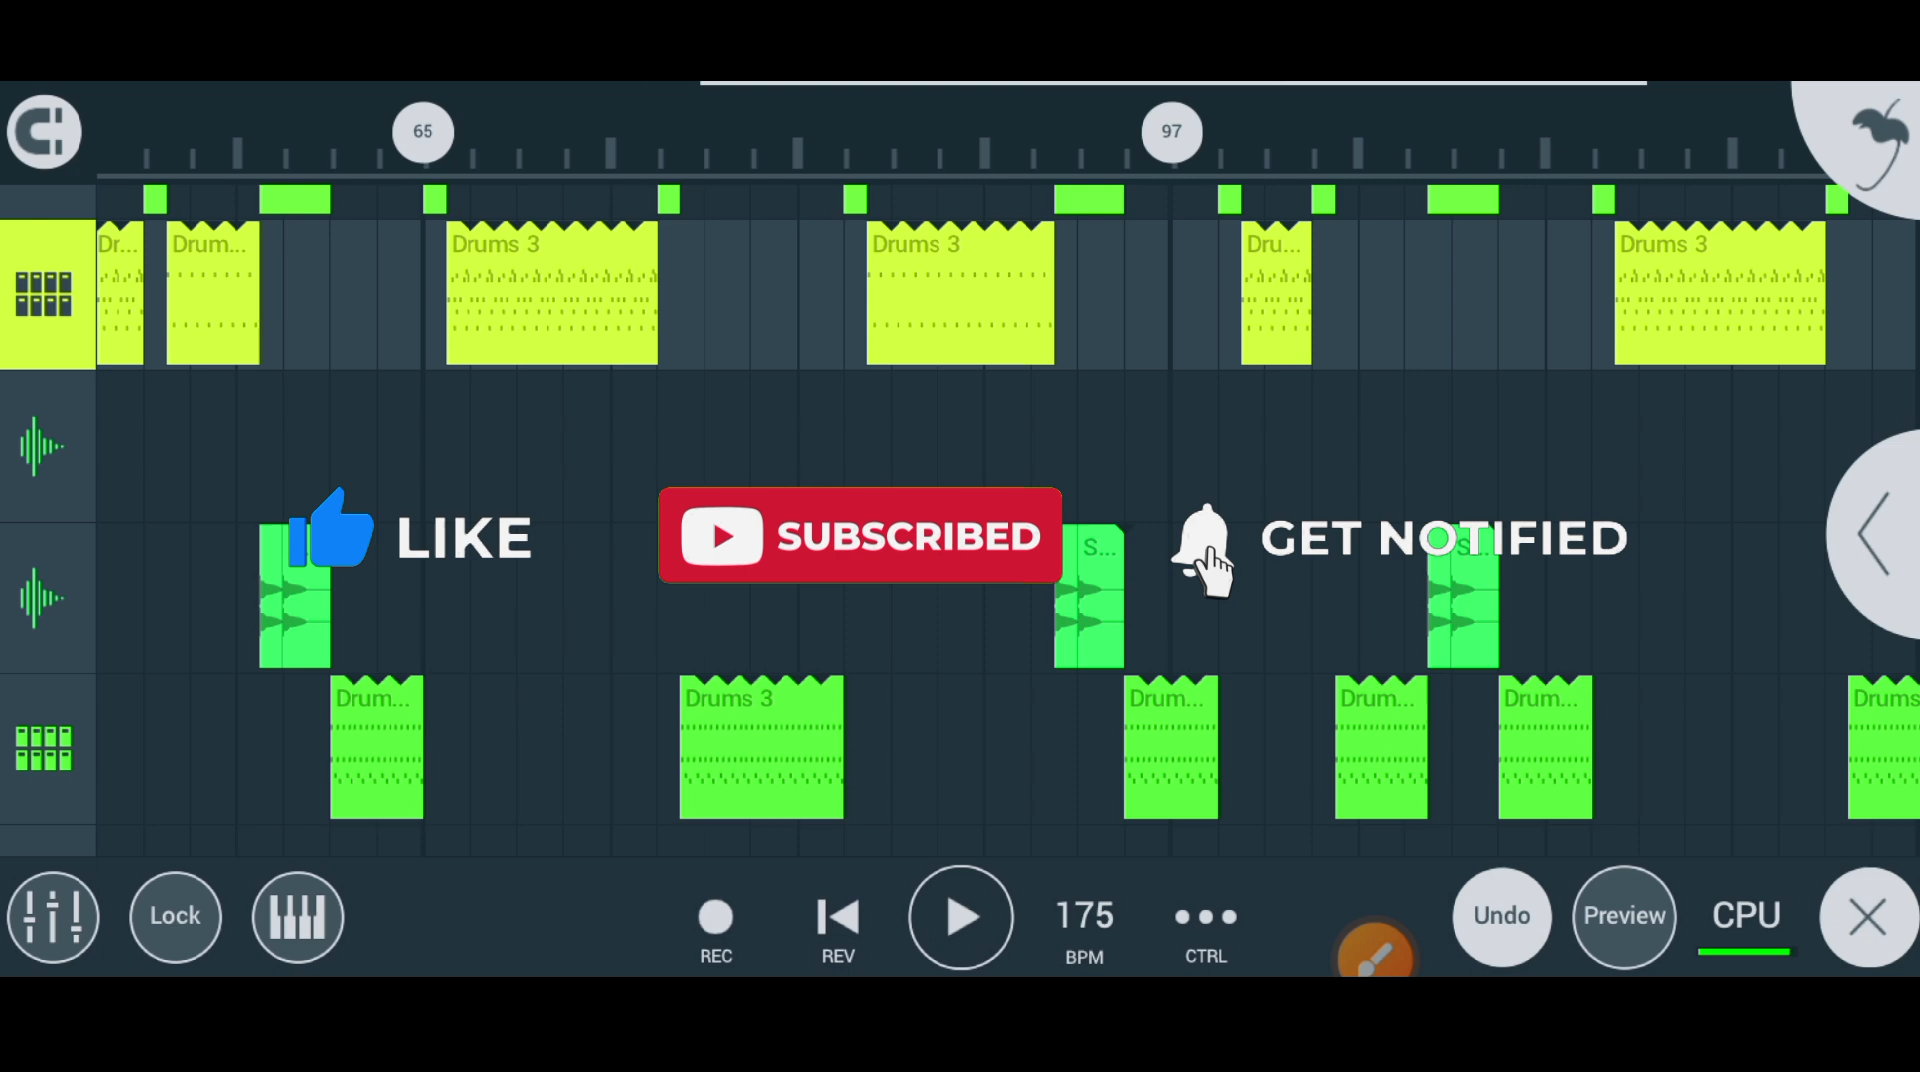 65
97
Dr...
Drum...
Drums 3
Drums 3
Dru...
Drums 3
LIKE
SUBSCRIBED
S...
GET NOTIFIED
S...
Drum...
Drums 3
Drum...
Drum...
Drum...
Drums
Lock
REC
REV
175
BPM
CTRL
Undo
Preview
CPU